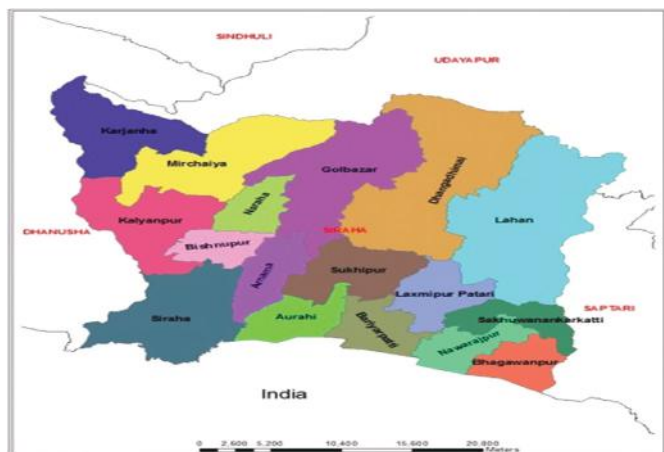 SINDHULI
UDAYAPUR
Karjanha
Mirchaiya
Golbazar
Dhangadhimai
Naraha
Kalyanpur
Lahan
DHANUSHA
SIRAHA
Bishnupur
Arnama
Sukhipur
Laxmipur Patari
SAPTARI
Siraha
Aurahi
Bariyarpatti
Sakhuwanankarkatti
Nawarajpur
Bhagawanpur
India
0 2,600 5,200 10,400 15,600 20,800
Meters